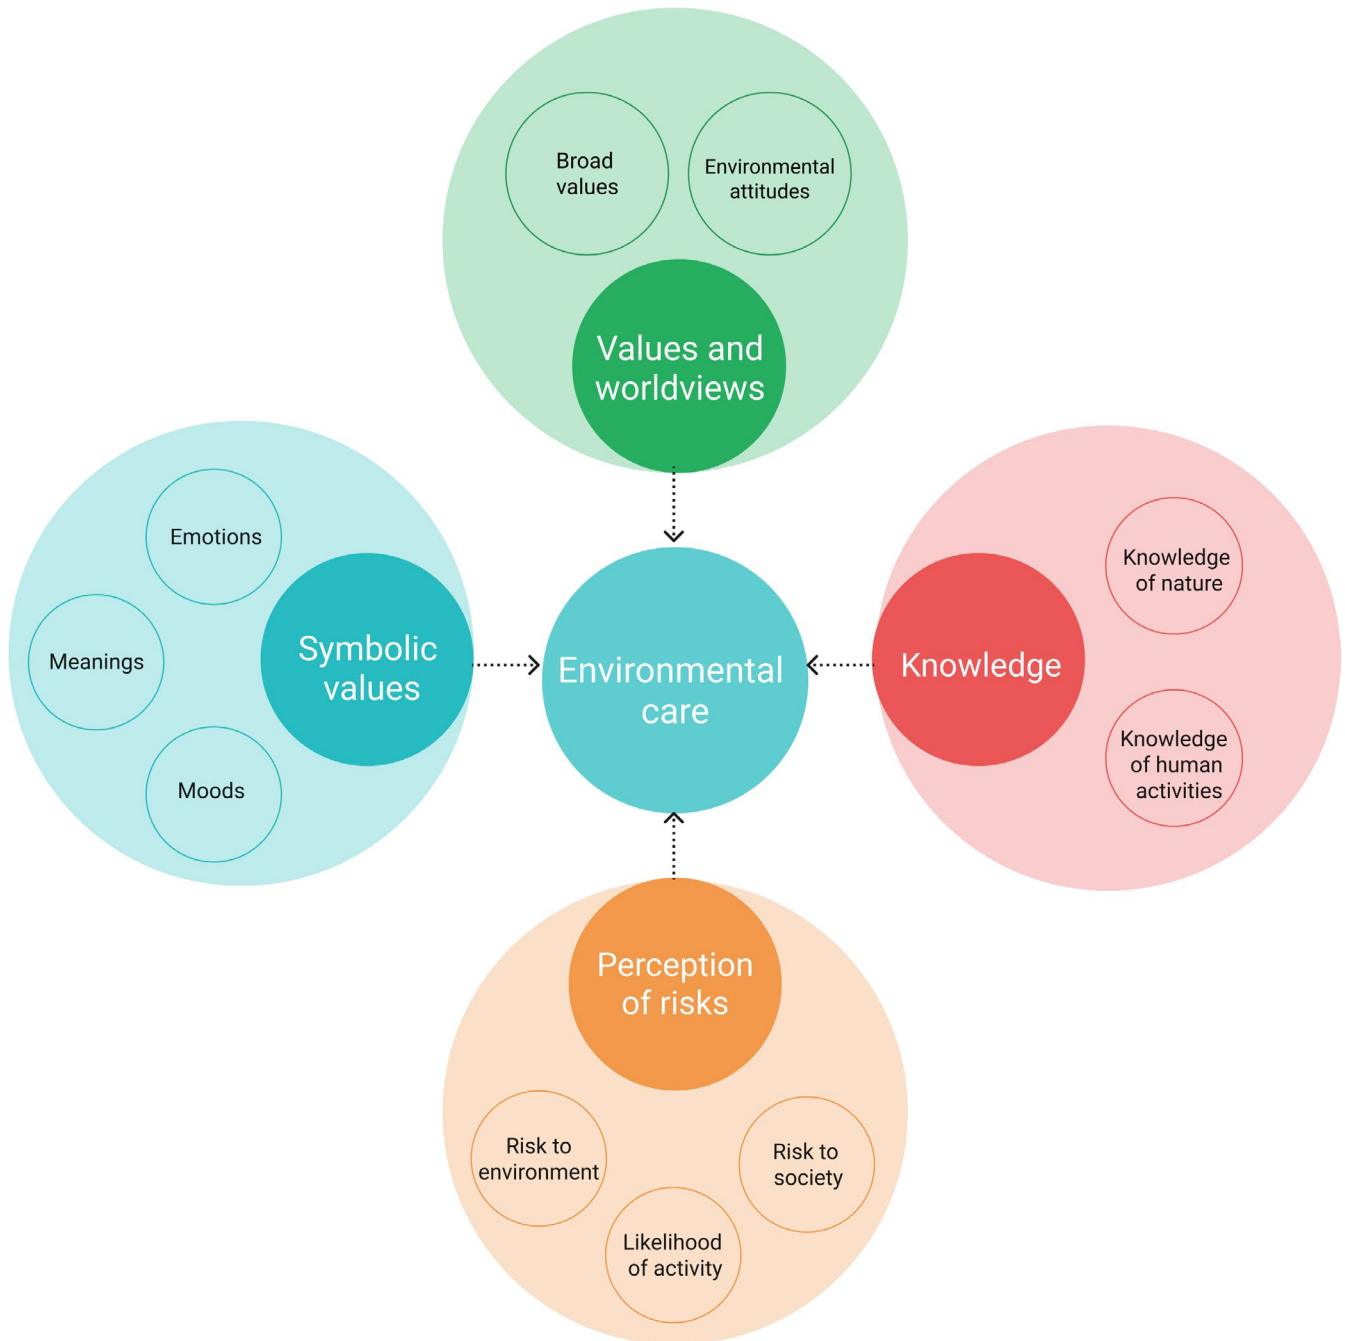 Broad
values
Environmental
attitudes
Values and
worldviews
Emotions
Meanings
Moods
Symbolic
values
Environmental
care
Knowledge
Knowledge
of nature
Knowledge
of human
activities
Perception
of risks
Risk to
environment
Likelihood
of activity
Risk to
society